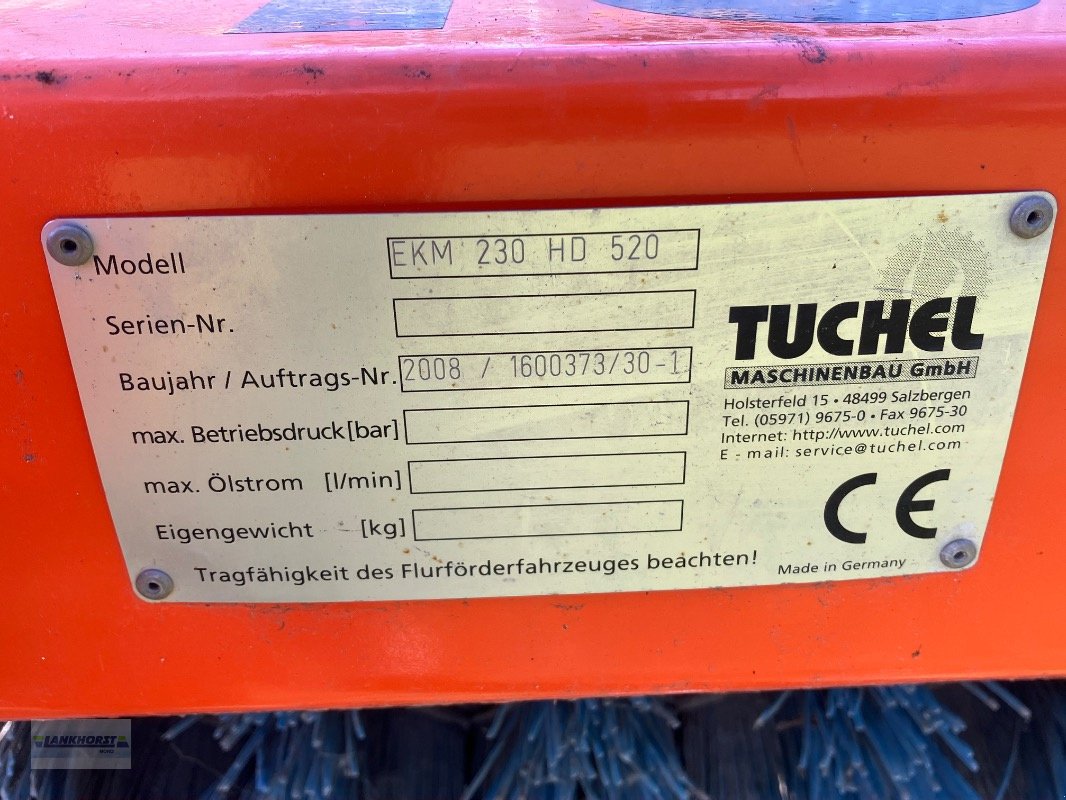 Modell EKM 230 HD 520
Serien-Nr.
Baujahr / Auftrags-Nr. 2008 / 1600373/30-1
max. Betriebsdruck [bar]
max. Ölstrom [l/min]
Eigengewicht [kg]
Tragfähigkeit des Flurförderfahrzeuges beachten!
TUCHEL
MASCHINENBAU GmbH
Holsterfeld 15 • 48499 Salzbergen
Tel. (05971) 9675-0 • Fax 9675-30
Internet: http://www.tuchel.com
E - mail: service@tuchel.com
CE
Made in Germany
LANKHORST